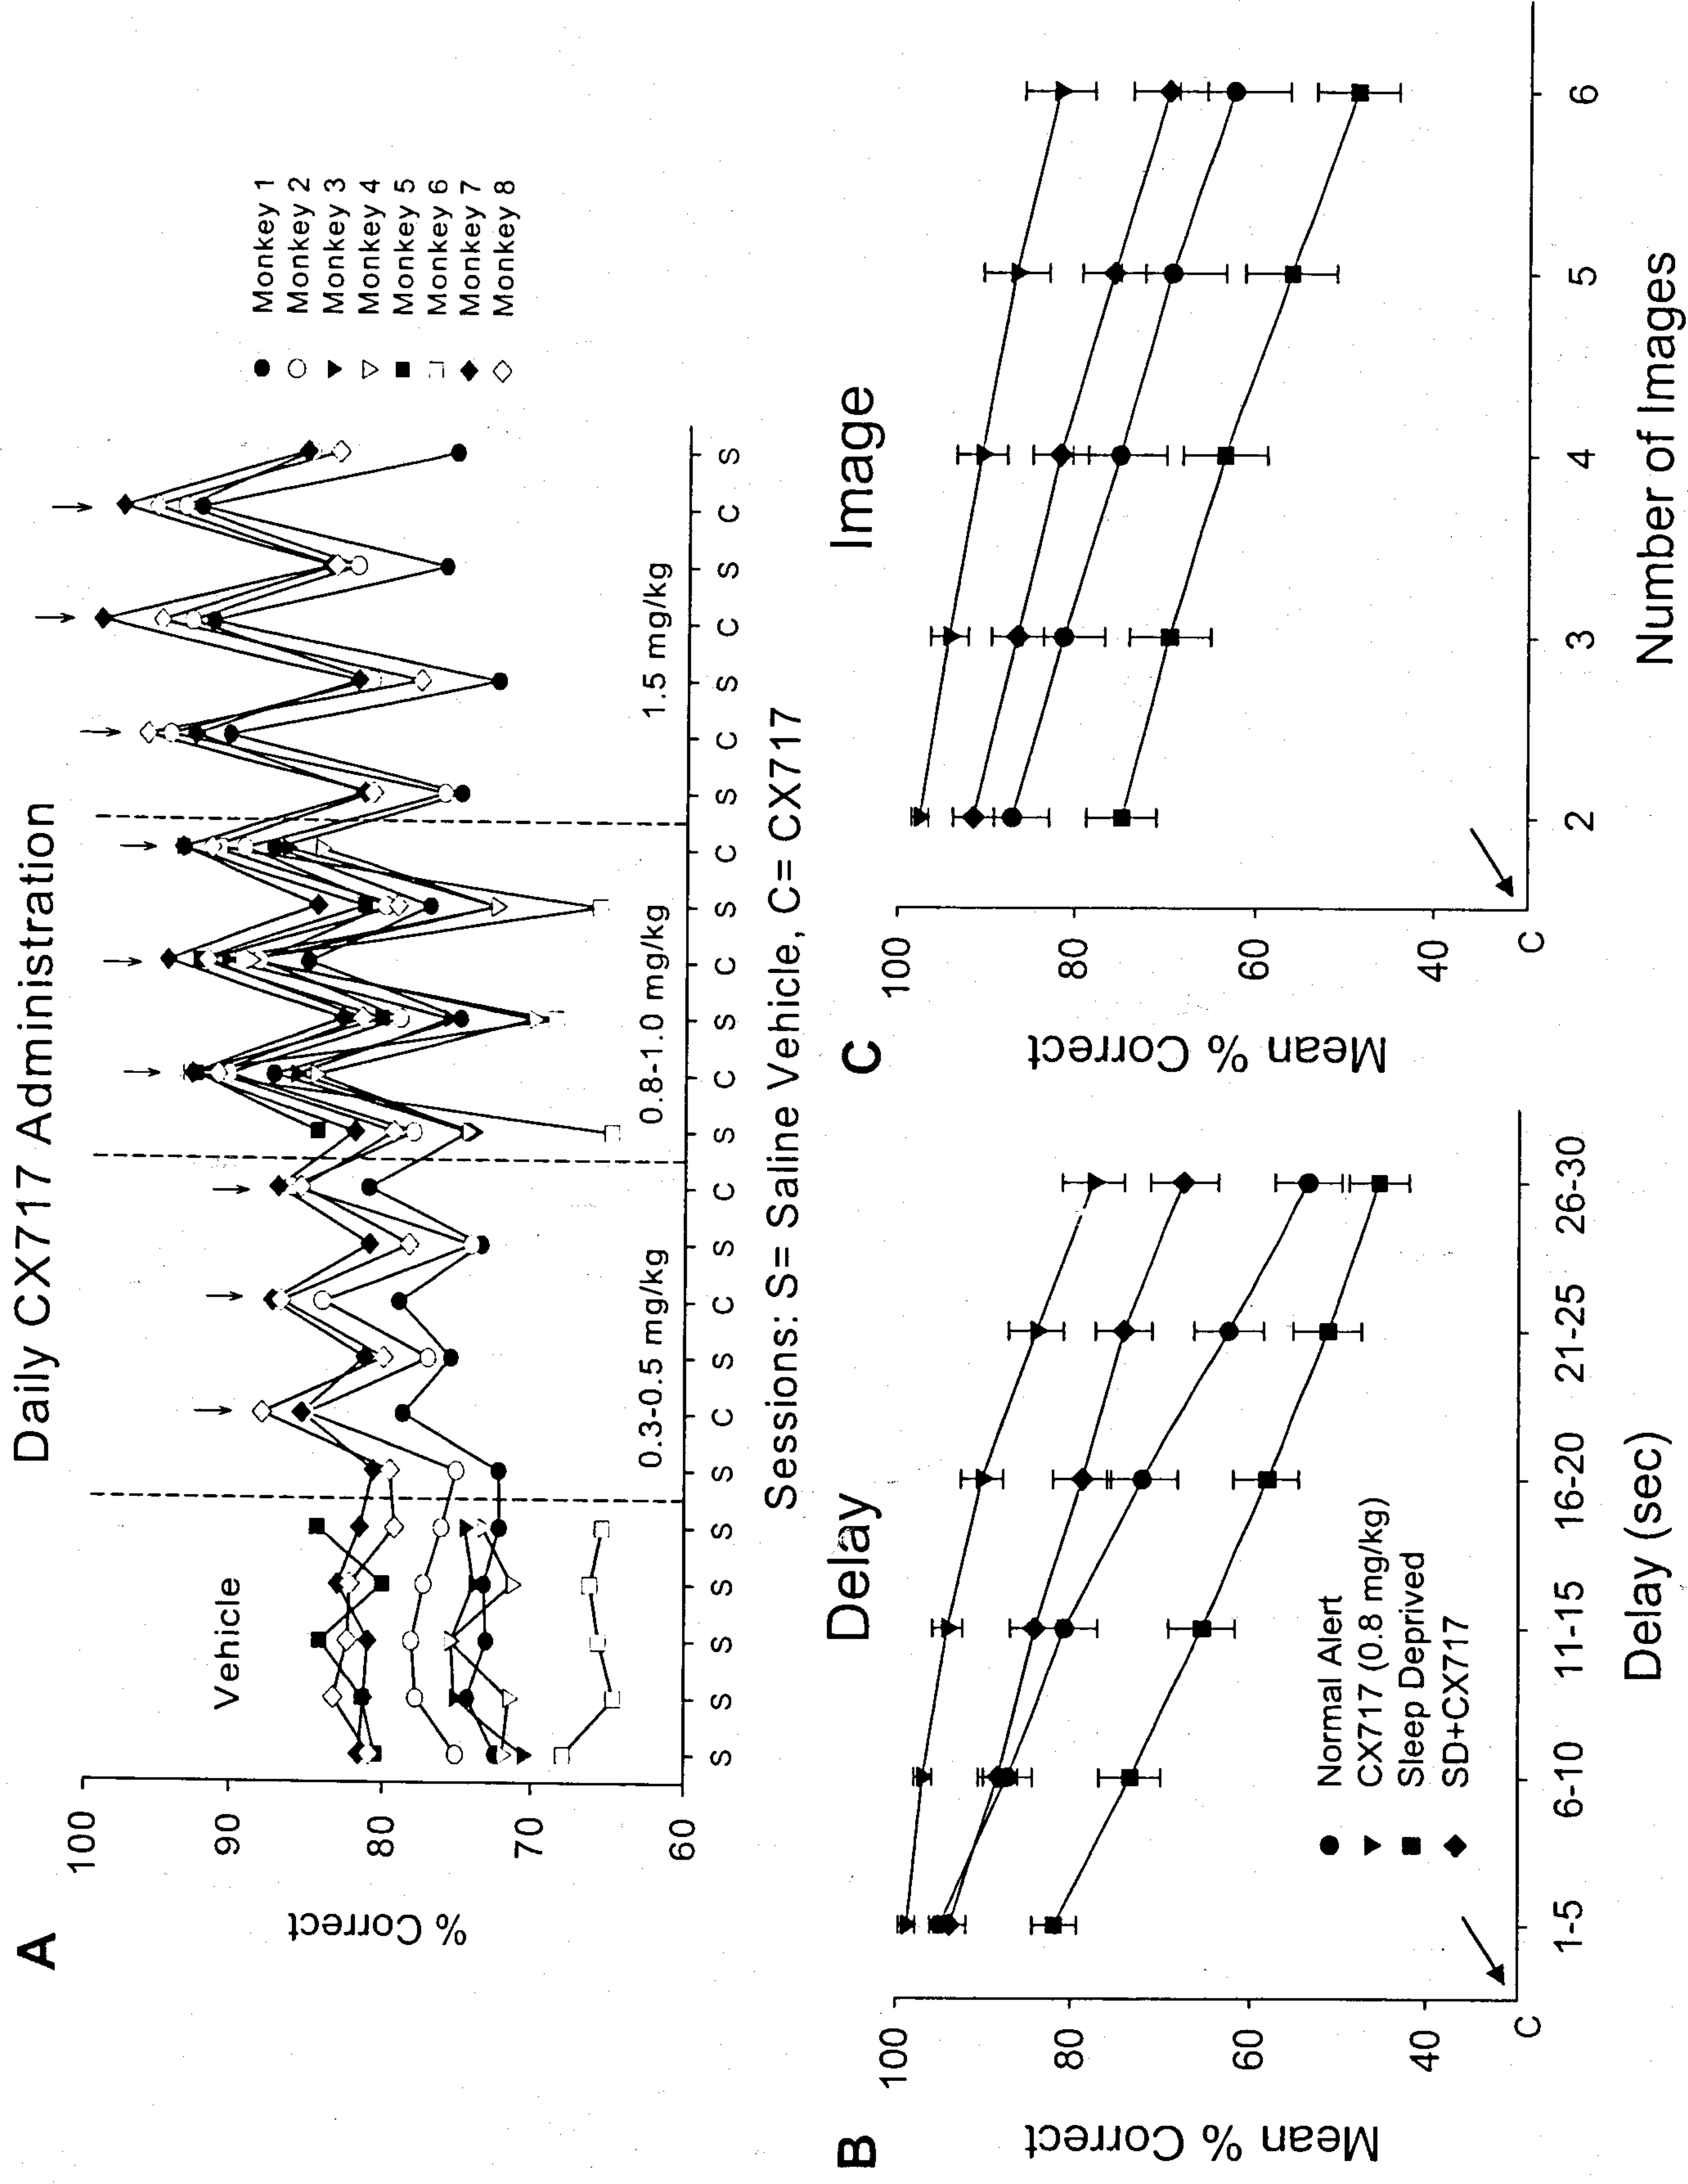 A
Daily CX717 Administration
% Correct
100
90
80
70
60
Vehicle
0.3-0.5 mg/kg
0.8-1.0 mg/kg
1.5 mg/kg
S S S S S S C S C S C S C S C S C S C S C S C S
Sessions: S= Saline Vehicle, C= CX717
Monkey 1
Monkey 2
Monkey 3
Monkey 4
Monkey 5
Monkey 6
Monkey 7
Monkey 8
B
Delay
Mean % Correct
100
80
60
40
C
Normal Alert
CX717 (0.8 mg/kg)
Sleep Deprived
SD+CX717
1-5 6-10 11-15 16-20 21-25 26-30
Delay (sec)
C
Image
Mean % Correct
100
80
60
40
C
2 3 4 5 6
Number of Images